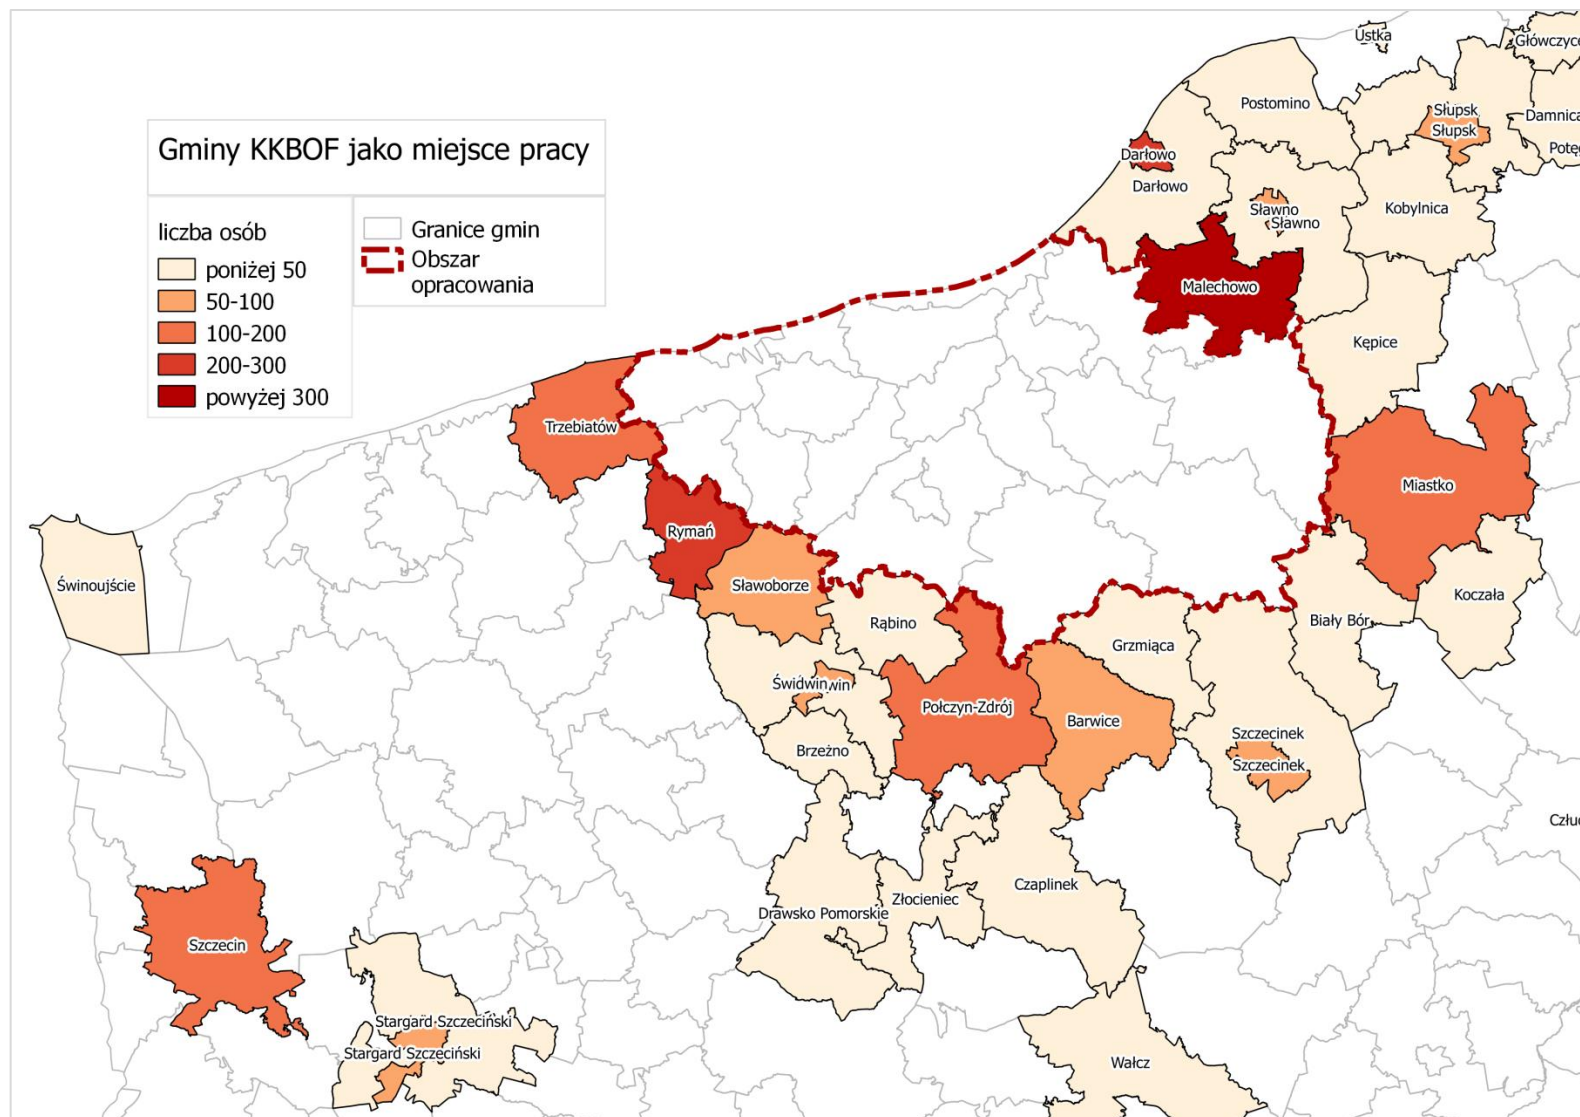 Gminy KKBOF jako miejsce pracy
liczba osób
poniżej 50
50-100
100-200
200-300
powyżej 300
Granice gmin
Obszar
opracowania
Ustka
Główczyce
Postomino
Słupsk
Słupsk
Damnica
Potęg
Darłowo
Darłowo
Sławno
Sławno
Kobylnica
Malechowo
Kępice
Trzebiatów
Miastko
Rymań
Świnoujście
Sławoborze
Rąbino
Koczała
Biały Bór
Grzmiąca
Świdwin
win
Połczyn-Zdrój
Barwice
Szczecinek
Szczecinek
Brzeżno
Człuc
Czaplinek
Złocieniec
Drawsko Pomorskie
Szczecin
Stargard Szczeciński
Stargard Szczeciński
Wałcz